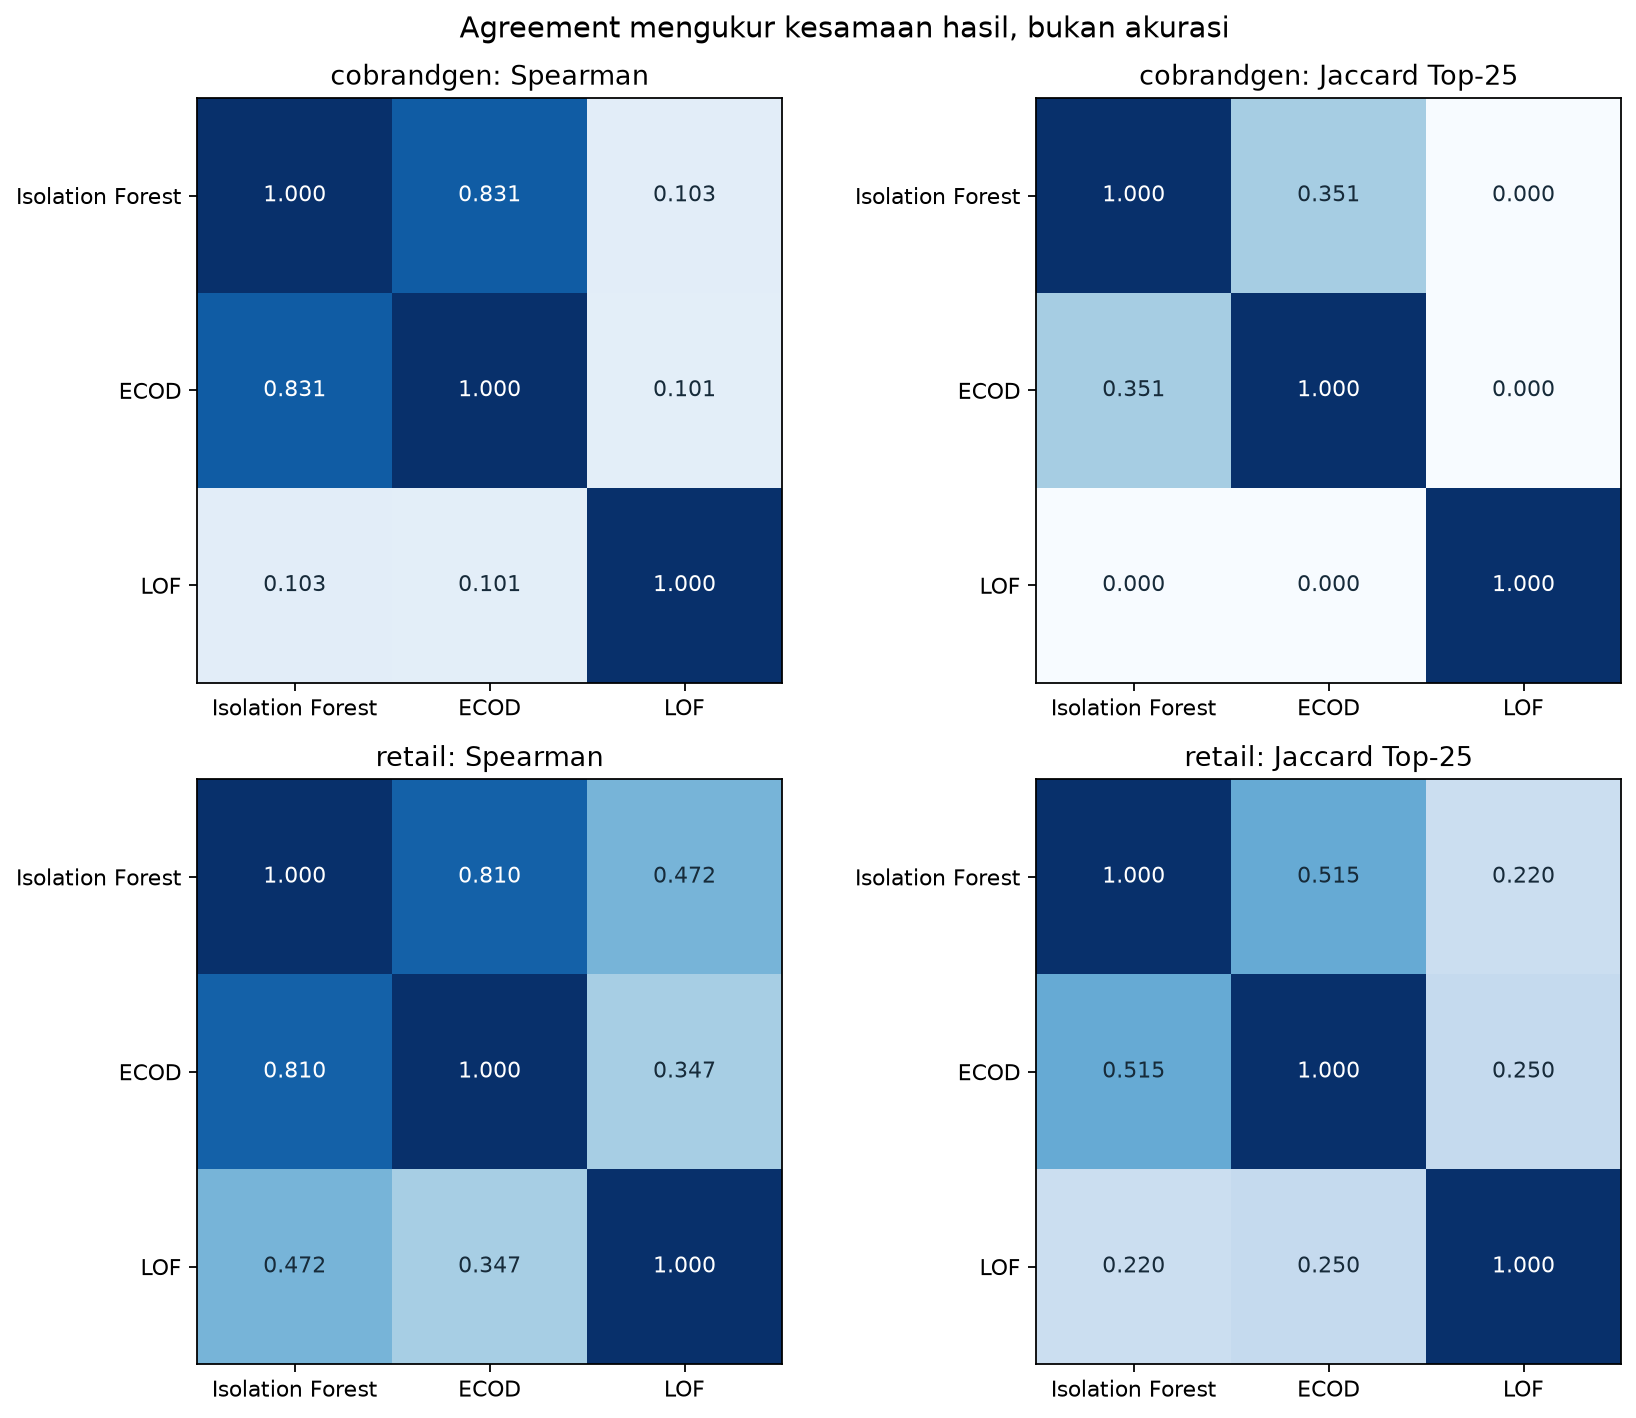 Agreement mengukur kesamaan hasil, bukan akurasi
cobrandgen: Spearman
Isolation Forest 1.000 0.831 0.103
ECOD 0.831 1.000 0.101
LOF 0.103 0.101 1.000
Isolation Forest ECOD LOF
cobrandgen: Jaccard Top-25
Isolation Forest 1.000 0.351 0.000
ECOD 0.351 1.000 0.000
LOF 0.000 0.000 1.000
Isolation Forest ECOD LOF
retail: Spearman
Isolation Forest 1.000 0.810 0.472
ECOD 0.810 1.000 0.347
LOF 0.472 0.347 1.000
Isolation Forest ECOD LOF
retail: Jaccard Top-25
Isolation Forest 1.000 0.515 0.220
ECOD 0.515 1.000 0.250
LOF 0.220 0.250 1.000
Isolation Forest ECOD LOF